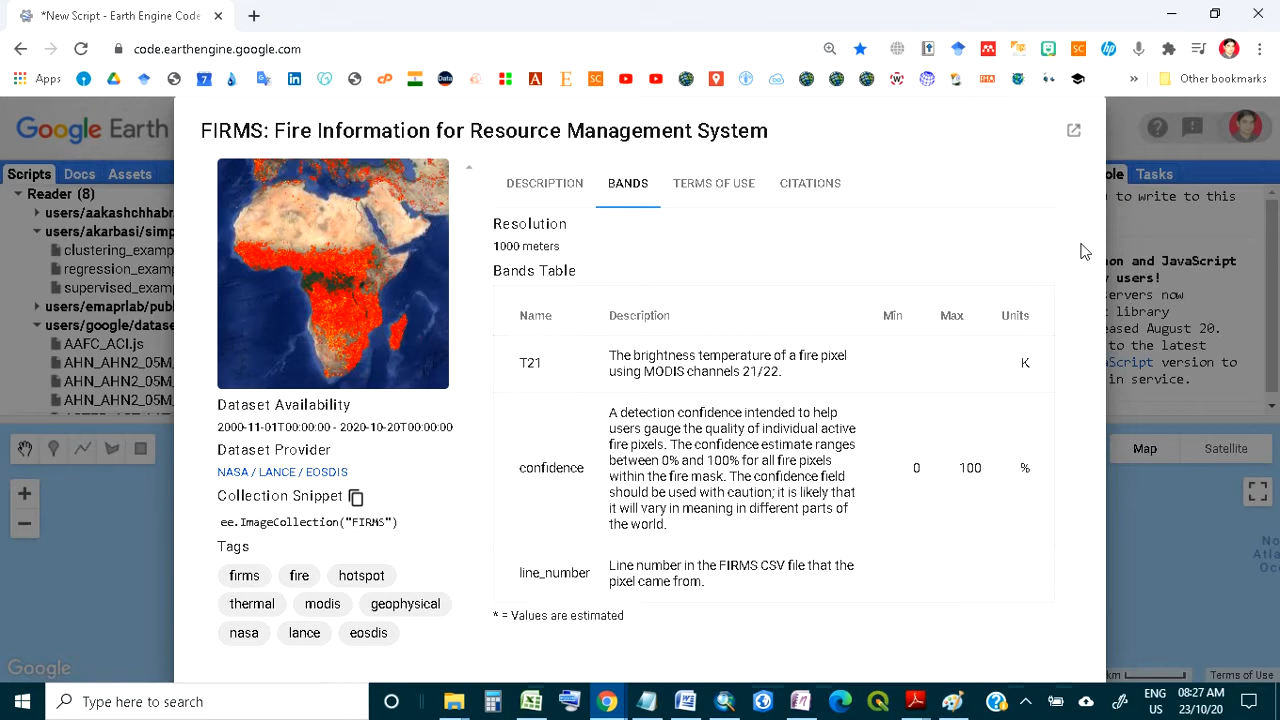 *New Script - Earth Engine Code
code.earthengine.google.com
Apps
Other bookmarks
Google Earth
Scripts Docs Assets
Reader (8)
users/aakashchhabr
users/akarbasi/simp
clustering_examp
regression_examp
supervised_examp
users/emaprlab/publ
users/google/datase
AAFC_ACI.js
AHN_AHN2_05M_
AHN_AHN2_05M_
AHN_AHN2_05M_
FIRMS: Fire Information for Resource Management System
DESCRIPTION BANDS TERMS OF USE CITATIONS
Resolution
1000 meters
Bands Table
Name Description Min Max Units
T21 The brightness temperature of a fire pixel using MODIS channels 21/22. K
confidence A detection confidence intended to help
users gauge the quality of individual active
fire pixels. The confidence estimate ranges
between 0% and 100% for all fire pixels
within the fire mask. The confidence field
should be used with caution; it is likely that
it will vary in meaning in different parts of
the world. 0 100 %
line_number Line number in the FIRMS CSV file that the
pixel came from.
* = Values are estimated
Dataset Availability
2000-11-01T00:00:00 - 2020-10-20T00:00:00
Dataset Provider
NASA / LANCE / EOSDIS
Collection Snippet
ee.ImageCollection("FIRMS")
Tags
firms fire hotspot
thermal modis geophysical
nasa lance eosdis
ole Tasks
to write to this
on and JavaScript
y users!
ervers now
t library
eased August 20.
aScript version to
in service.
Map Satellite
Google
Terms of Use
Type here to search
ENG 08:27 AM
US 23/10/20